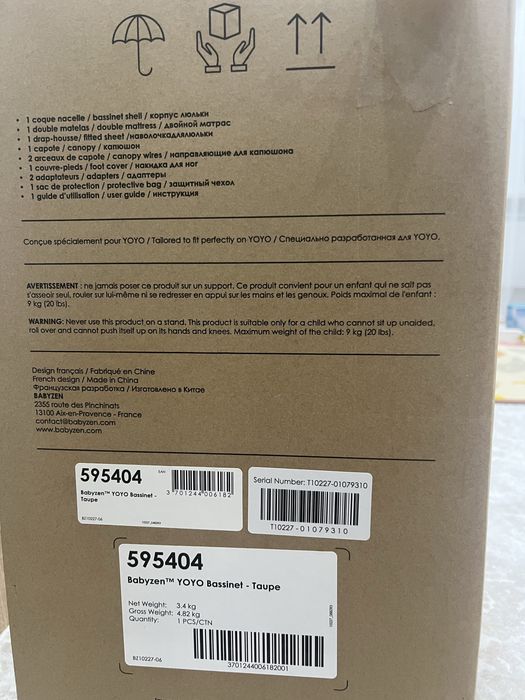 • 1 coque nacelle / bassinet shell / корпус люльки
• 1 double matelas / double mattress / двойной матрас
• 1 drap-housse/ fitted sheet /наволочкадлялюльки
• 1 capote / canopy / капюшон
• 2 arceaux de capote / canopy wires / направляющие для капюшона
• 1 couvre-pieds / foot cover / накидка для ног
• 2 adaptateurs / adapters / адаптеры
• 1 sac de protection / protective bag / защитный чехол
• 1 guide d'utilisation / user guide / инструкция
Conçue spécialement pour YOYO / Tailored to fit perfectly on YOYO / Специально разработанная для YOYO.
AVERTISSEMENT : ne jamais poser ce produit sur un support. Ce produit convient pour un enfant qui ne sait pas
s'asseoir seul, rouler sur lui-même ni se redresser en appui sur les mains et les genoux. Poids maximal de l'enfant :
9 kg (20 lbs).
WARNING: Never use this product on a stand. This product is suitable only for a child who cannot sit up unaided,
roll over and cannot push itself up on its hands and knees. Maximum weight of the child: 9 kg (20 lbs).
Design français / Fabriqué en Chine
French design / Made in China
Французская разработка / Изготовлено в Китае
BABYZEN
2355 route des Pinchinats
13100 Aix-en-Provence - France
contact@babyzen.com
www.babyzen.com
595404
EAN
Babyzen™ YOYO Bassinet -
Taupe
3 701244 006182
BZ10227-06
Serial Number: T10227-01079310
T10227-01079310
595404
Babyzen™ YOYO Bassinet - Taupe
Net Weight: 3.4 kg
Gross Weight: 4.82 kg
Quantity: 1 PCS/CTN
BZ10227-06
3701244006182001